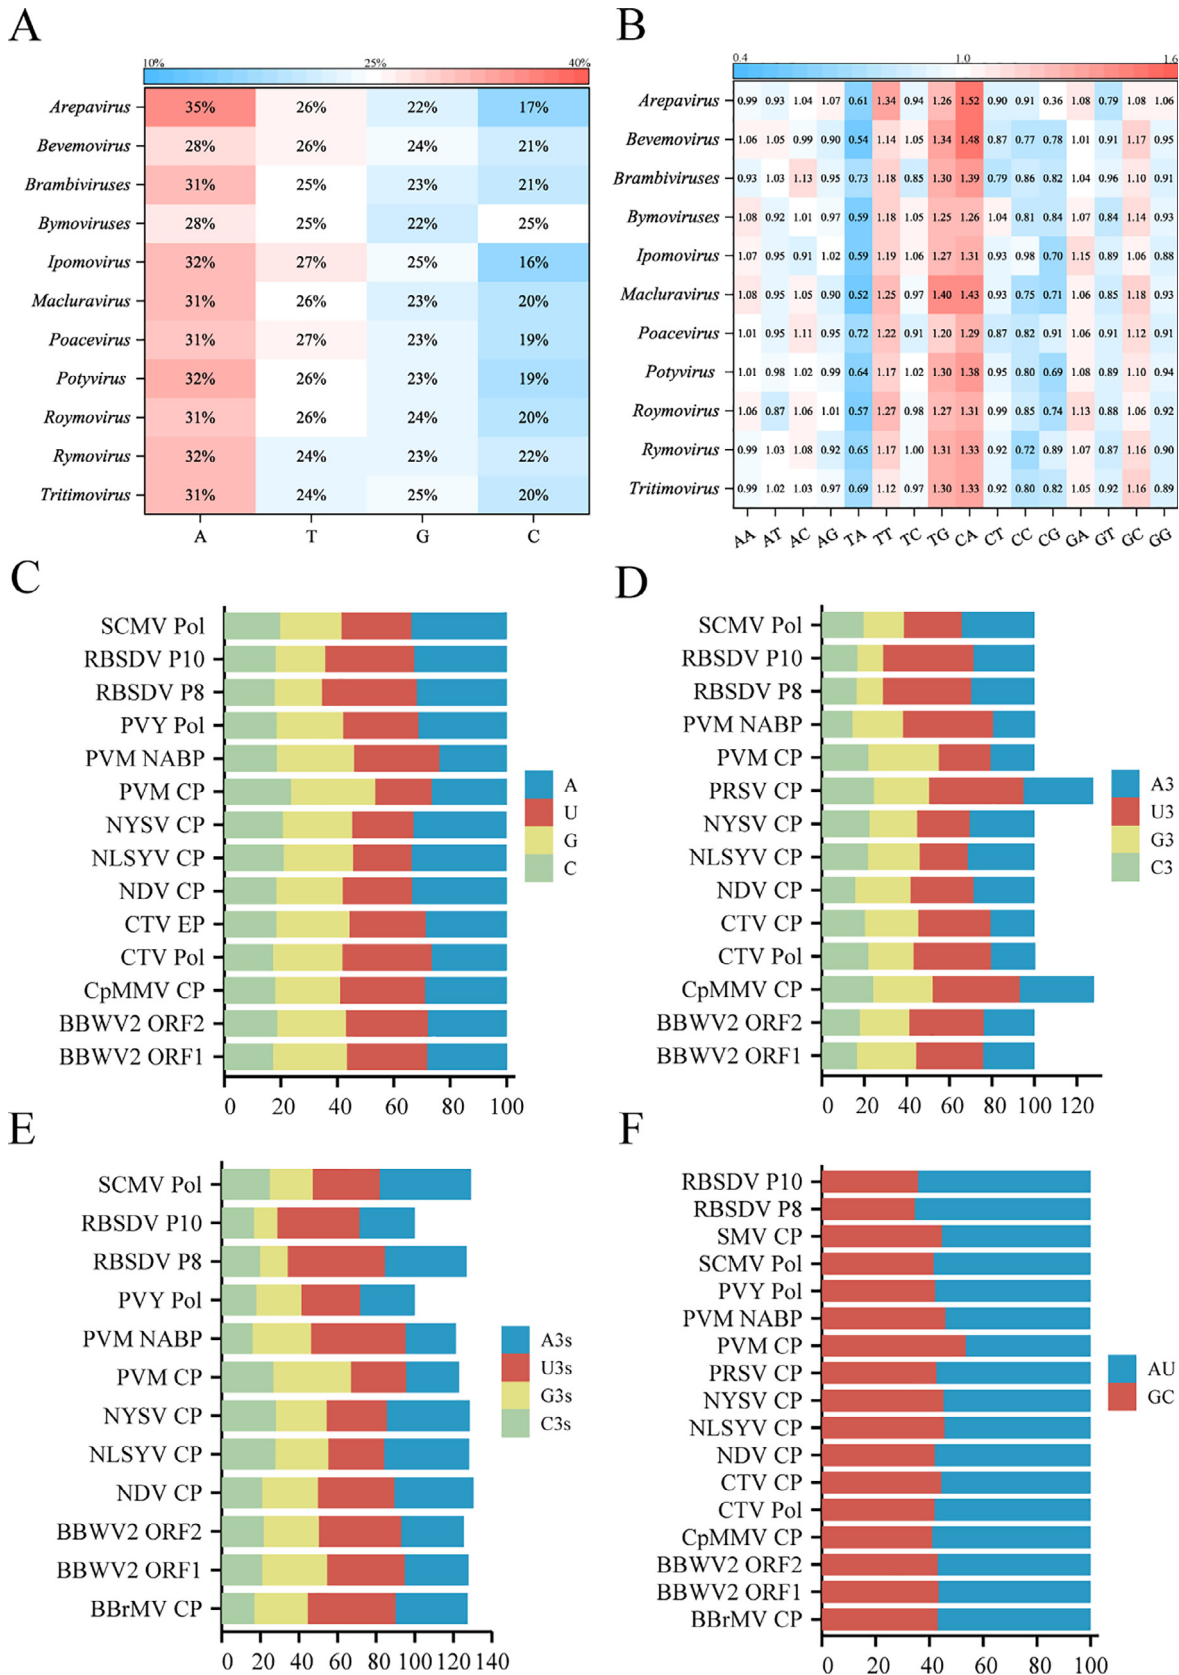 A
10% 25% 40%
Arepavirus 35% 26% 22% 17%
Bevemovirus 28% 26% 24% 21%
Brambiviruses 31% 25% 23% 21%
Bymoviruses 28% 25% 22% 25%
Ipomovirus 32% 27% 25% 16%
Macluravirus 31% 26% 23% 20%
Poacevirus 31% 27% 23% 19%
Potyvirus 32% 26% 23% 19%
Roymovirus 31% 26% 24% 20%
Rymovirus 32% 24% 23% 22%
Tritimovirus 31% 24% 25% 20%
A T G C
B
0.4 1.0 1.6
Arepavirus 0.99 0.93 1.04 1.07 0.61 1.34 0.94 1.26 1.52 0.90 0.91 0.36 1.08 0.79 1.08 1.06
Bevemovirus 1.06 1.05 0.99 0.90 0.54 1.14 1.05 1.34 1.48 0.87 0.77 0.78 1.01 0.91 1.17 0.95
Brambiviruses 0.93 1.03 1.13 0.95 0.73 1.18 0.85 1.30 1.39 0.79 0.86 0.82 1.04 0.96 1.10 0.91
Bymoviruses 1.08 0.92 1.01 0.97 0.59 1.18 1.05 1.25 1.26 1.04 0.81 0.84 1.07 0.84 1.14 0.93
Ipomovirus 1.07 0.95 0.91 1.02 0.59 1.19 1.06 1.27 1.31 0.93 0.98 0.70 1.15 0.89 1.06 0.88
Macluravirus 1.08 0.95 1.05 0.90 0.52 1.25 0.97 1.40 1.43 0.93 0.75 0.71 1.06 0.85 1.18 0.93
Poacevirus 1.01 0.95 1.11 0.95 0.72 1.22 0.91 1.20 1.29 0.87 0.82 0.91 1.06 0.91 1.12 0.91
Potyvirus 1.01 0.98 1.02 0.99 0.64 1.17 1.02 1.30 1.38 0.95 0.80 0.69 1.08 0.89 1.10 0.94
Roymovirus 1.06 0.87 1.06 1.01 0.57 1.27 0.98 1.27 1.31 0.99 0.85 0.74 1.13 0.88 1.06 0.92
Rymovirus 0.99 1.03 1.08 0.92 0.65 1.17 1.00 1.31 1.33 0.92 0.72 0.89 1.07 0.87 1.16 0.90
Tritimovirus 0.99 1.02 1.03 0.97 0.69 1.12 0.97 1.30 1.33 0.92 0.80 0.82 1.05 0.92 1.16 0.89
AA AT AC AG TA TT TC TG CA CT CC CG GA GT GC GG
C
SCMV Pol
RBSDV P10
RBSDV P8
PVY Pol
PVM NABP
PVM CP
NYSV CP
NLSYV CP
NDV CP
CTV EP
CTV Pol
CpMMV CP
BBWV2 ORF2
BBWV2 ORF1
0 20 40 60 80 100
A
U
G
C
D
SCMV Pol
RBSDV P10
RBSDV P8
PVM NABP
PVM CP
PRSV CP
NYSV CP
NLSYV CP
NDV CP
CTV CP
CTV Pol
CpMMV CP
BBWV2 ORF2
BBWV2 ORF1
0 20 40 60 80 100 120
A3
U3
G3
C3
E
SCMV Pol
RBSDV P10
RBSDV P8
PVY Pol
PVM NABP
PVM CP
NYSV CP
NLSYV CP
NDV CP
BBWV2 ORF2
BBWV2 ORF1
BBrMV CP
0 20 40 60 80 100 120 140
A3s
U3s
G3s
C3s
F
RBSDV P10
RBSDV P8
SMV CP
SCMV Pol
PVY Pol
PVM NABP
PVM CP
PRSV CP
NYSV CP
NLSYV CP
NDV CP
CTV CP
CTV Pol
CpMMV CP
BBWV2 ORF2
BBWV2 ORF1
BBrMV CP
0 20 40 60 80 100
AU
GC